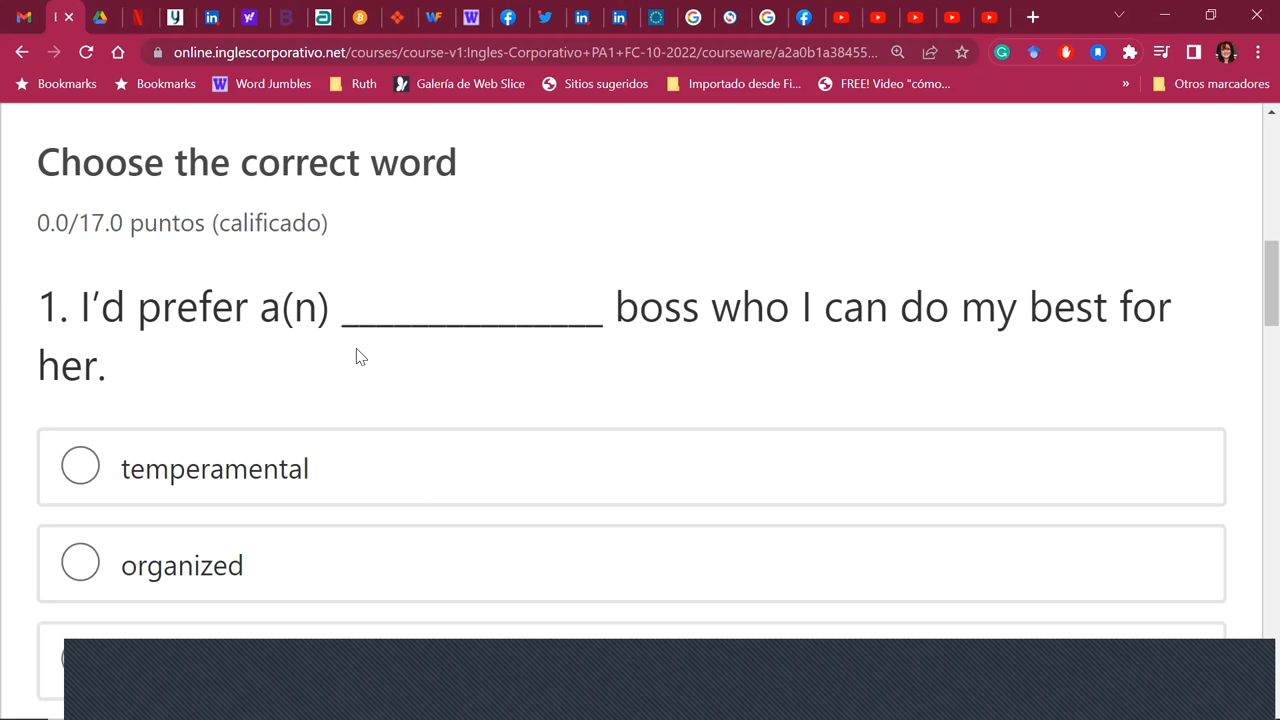 online.inglescorporativo.net/courses/course-v1:Ingles-Corporativo+PA1+FC-10-2022/courseware/a2a0b1a38455...
Bookmarks Bookmarks Word Jumbles Ruth Galería de Web Slice Sitios sugeridos Importado desde Fi... FREE! Video "cómo... » Otros marcadores
Choose the correct word
0.0/17.0 puntos (calificado)
1. I'd prefer a(n) _____________ boss who I can do my best for
her.
temperamental
organized